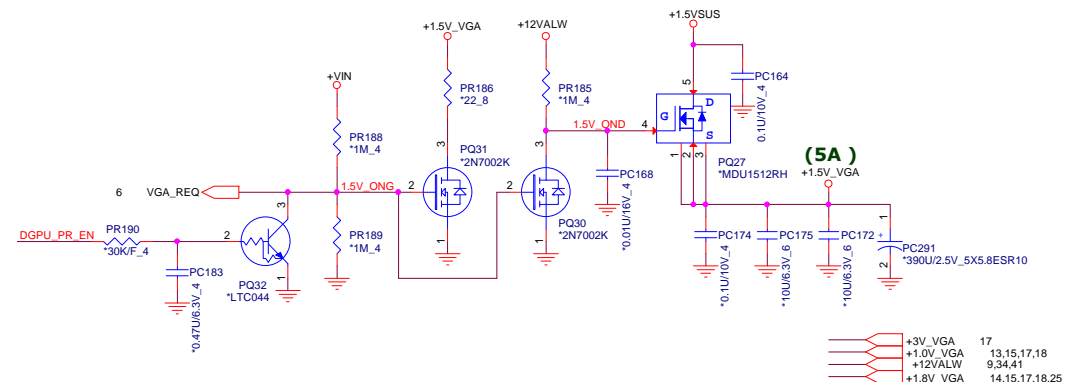 +1.5V_VGA
+12VALW
+1.5VSUS
+VIN
PR186
*22_8
PR185
*1M_4
5
PC164
0.1U/10V_4
PR188
*1M_4
3
PQ31
*2N7002K
3
1.5V_OND
4
G
D
S
1
2
3
PQ27
*MDU1512RH
(5A )
+1.5V_VGA
6
VGA_REQ
1.5V_ONG
2
2
PC168
*0.01U/16V_4
DGPU_PR_EN
PR190
*30K/F_4
2
3
PR189
*1M_4
1
1
PQ30
*2N7002K
PC174
*0.1U/10V_4
PC175
*10U/6.3V_6
PC172
*10U/6.3V_6
1
+
PC291
*390U/2.5V_5X5.8ESR10
2
PC183
*0.47U/6.3V_4
1
PQ32
*LTC044
+3V_VGA 17
+1.0V_VGA 13,15,17,18
+12VALW 9,34,41
+1.8V_VGA 14,15,17,18,25